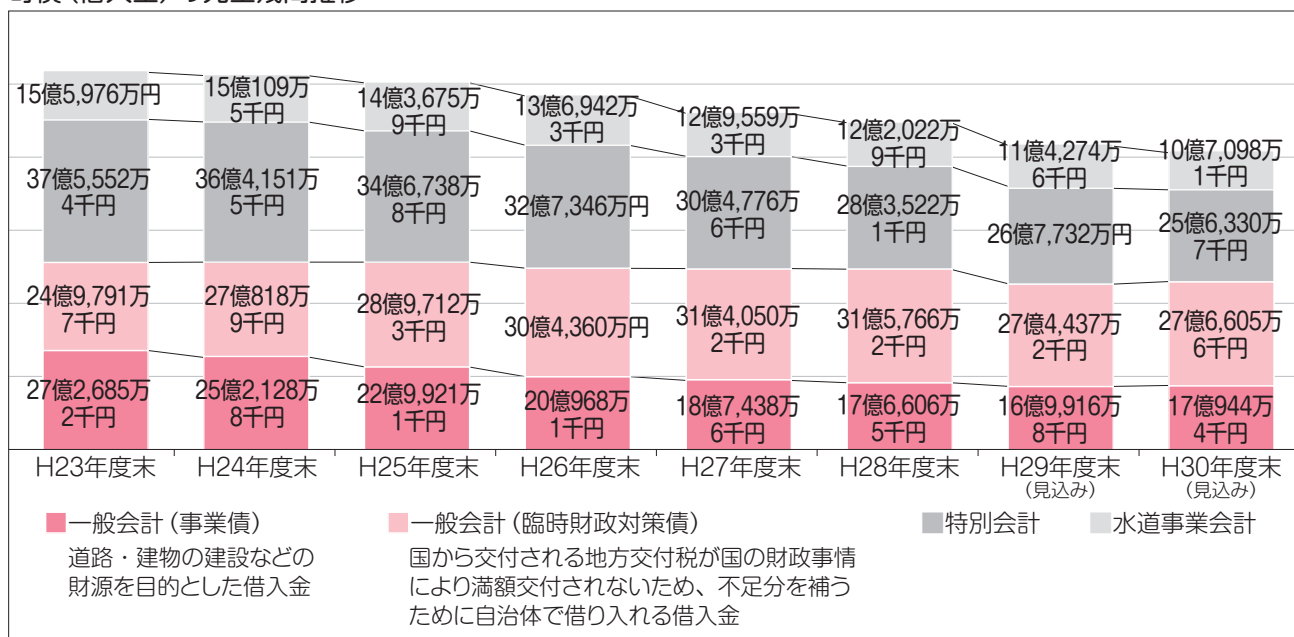 15億5,976万円
15億109万
5千円
14億3,675万
9千円
13億6,942万
3千円
12億9,559万
3千円
12億2,022万
9千円
11億4,274万
6千円
10億7,098万
1千円
37億5,552万
4千円
36億4,151万
5千円
34億6,738万
8千円
32億7,346万円
30億4,776万
6千円
28億3,522万
1千円
26億7,732万円
25億6,330万
7千円
24億9,791万
7千円
27億818万
9千円
28億9,712万
3千円
30億4,360万円
31億4,050万
2千円
31億5,766万
2千円
27億4,437万
2千円
27億6,605万
6千円
27億2,685万
2千円
25億2,128万
8千円
22億9,921万
1千円
20億968万
1千円
18億7,438万
6千円
17億6,606万
5千円
16億9,916万
8千円
17億944万
4千円
H23年度末
H24年度末
H25年度末
H26年度末
H27年度末
H28年度末
H29年度末
(見込み)
H30年度末
(見込み)
一般会計（事業債）
道路・建物の建設などの
財源を目的とした借入金
一般会計（臨時財政対策債）
国から交付される地方交付税が国の財政事情
により満額交付されないため、不足分を補う
ために自治体で借り入れる借入金
特別会計
水道事業会計